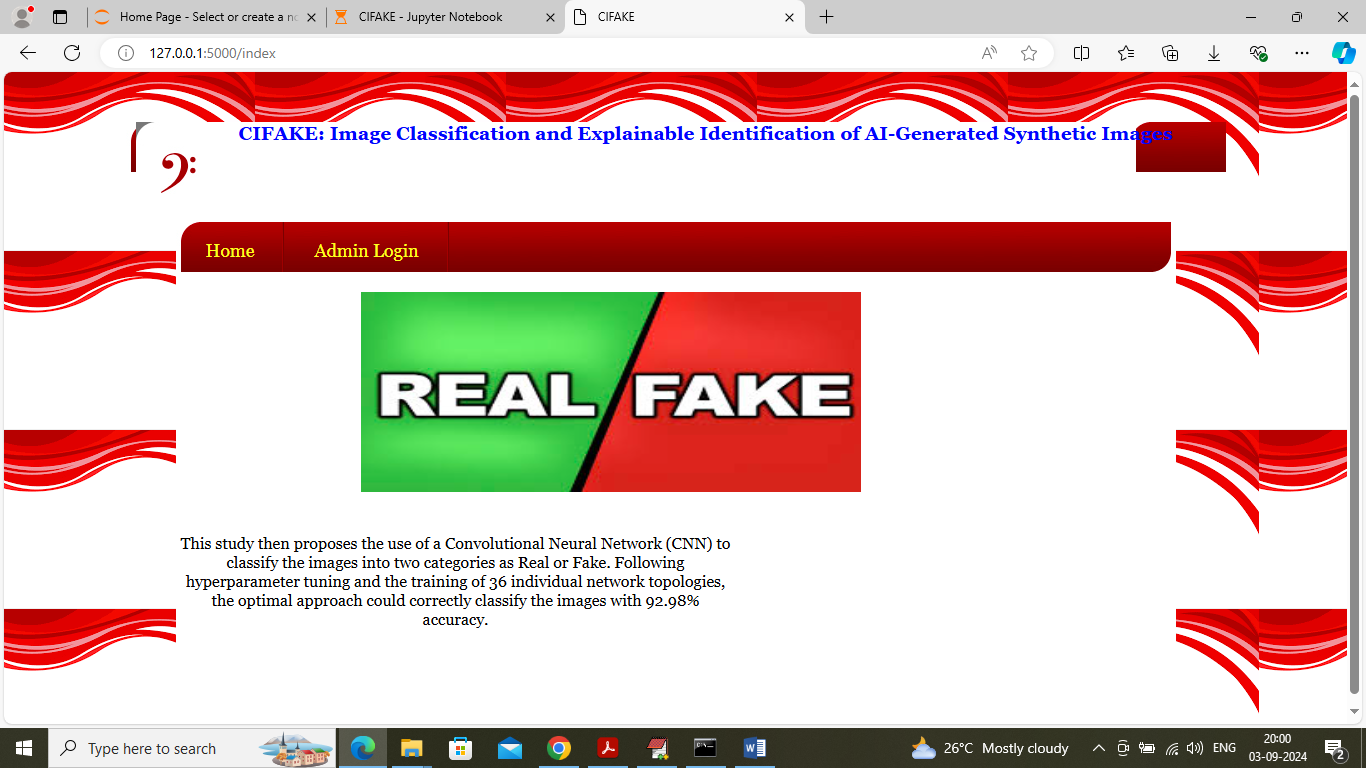 Home Page - Select or create a no
CIFAKE - Jupyter Notebook
CIFAKE
127.0.0.1:5000/index
CIFAKE: Image Classification and Explainable Identification of AI-Generated Synthetic Images
Home
Admin Login
REAL
FAKE
This study then proposes the use of a Convolutional Neural Network (CNN) to
classify the images into two categories as Real or Fake. Following
hyperparameter tuning and the training of 36 individual network topologies,
the optimal approach could correctly classify the images with 92.98%
accuracy.
Type here to search
26°C Mostly cloudy
ENG
20:00
03-09-2024
2